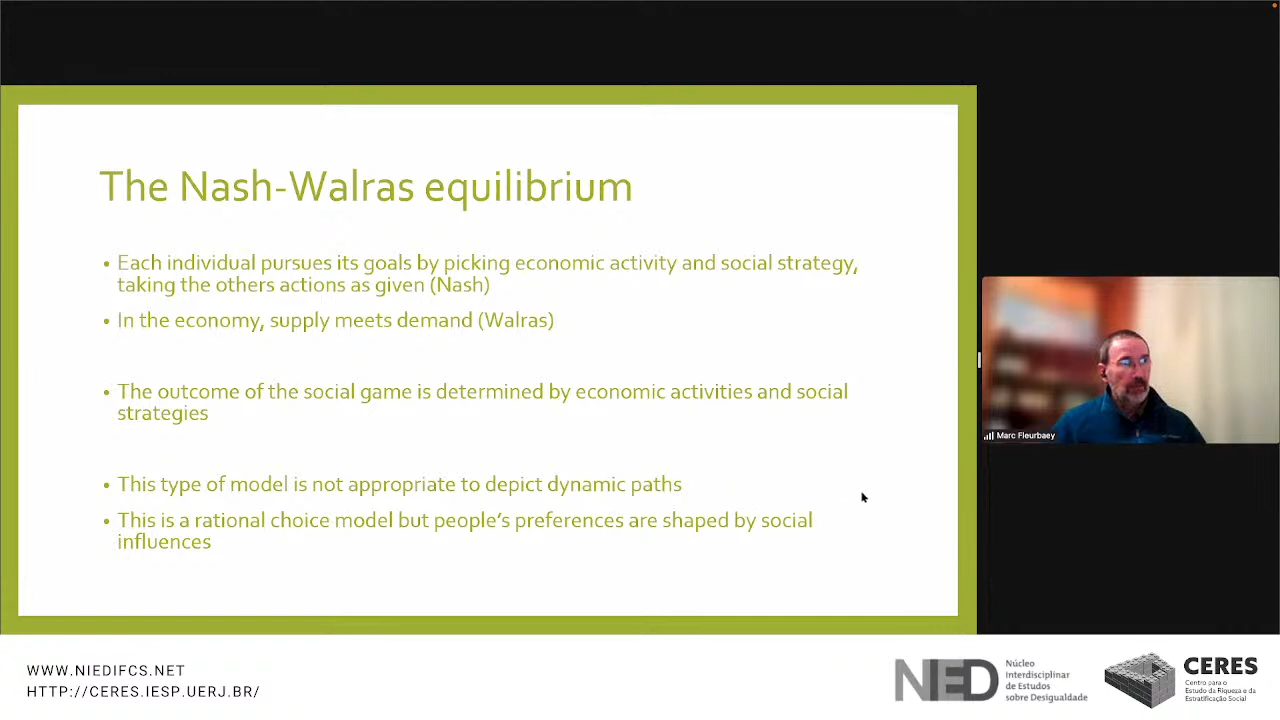 The Nash-Walras equilibrium
• Each individual pursues its goals by picking economic activity and social strategy,
taking the others actions as given (Nash)
• In the economy, supply meets demand (Walras)
• The outcome of the social game is determined by economic activities and social
strategies
• This type of model is not appropriate to depict dynamic paths
• This is a rational choice model but people's preferences are shaped by social
influences
Marc Fleurbaey
WWW.NIEDIFCS.NET
HTTP://CERES.IESP.UERJ.BR/
NIED
Núcleo
Interdisciplinar
de Estudos
sobre Desigualdade
CERES
Centro para o
Estudo da Riqueza e da
Estratificação Social